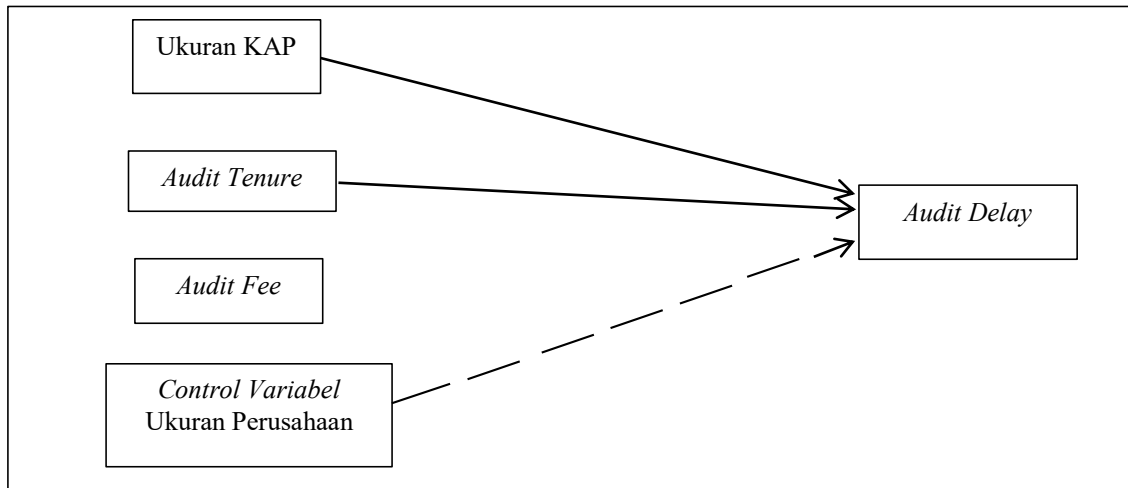 Ukuran KAP
Audit Tenure
Audit Delay
Audit Fee
Control Variabel
Ukuran Perusahaan